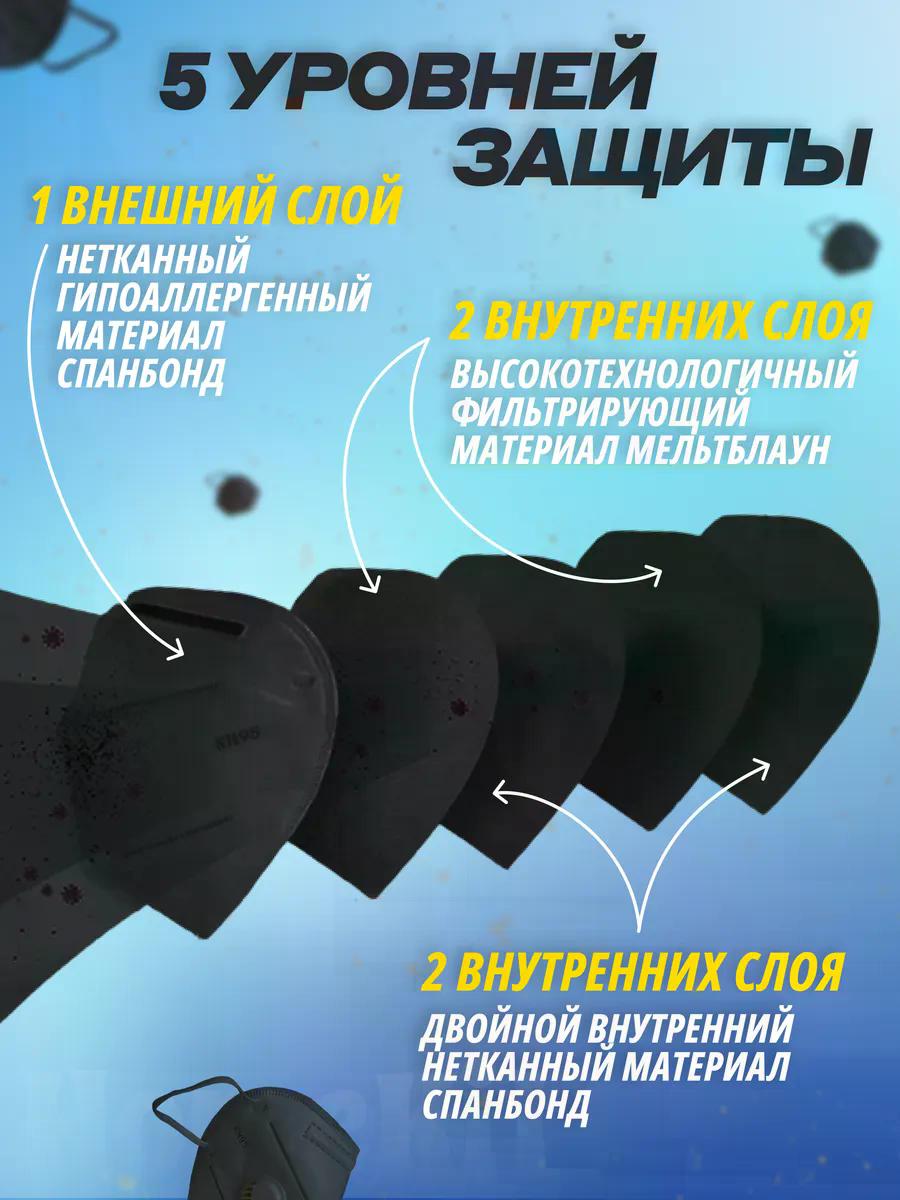 5 УРОВНЕЙ
ЗАЩИТЫ
1 ВНЕШНИЙ СЛОЙ
НЕТКАННЫЙ
ГИПОАЛЛЕРГЕННЫЙ
МАТЕРИАЛ
СПАНБОНД
2 ВНУТРЕННИХ СЛОЯ
ВЫСОКОТЕХНОЛОГИЧНЫЙ
ФИЛЬТРИРУЮЩИЙ
МАТЕРИАЛ МЕЛЬТБЛАУН
KN95
2 ВНУТРЕННИХ СЛОЯ
ДВОЙНОЙ ВНУТРЕННИЙ
НЕТКАННЫЙ МАТЕРИАЛ
СПАНБОНД